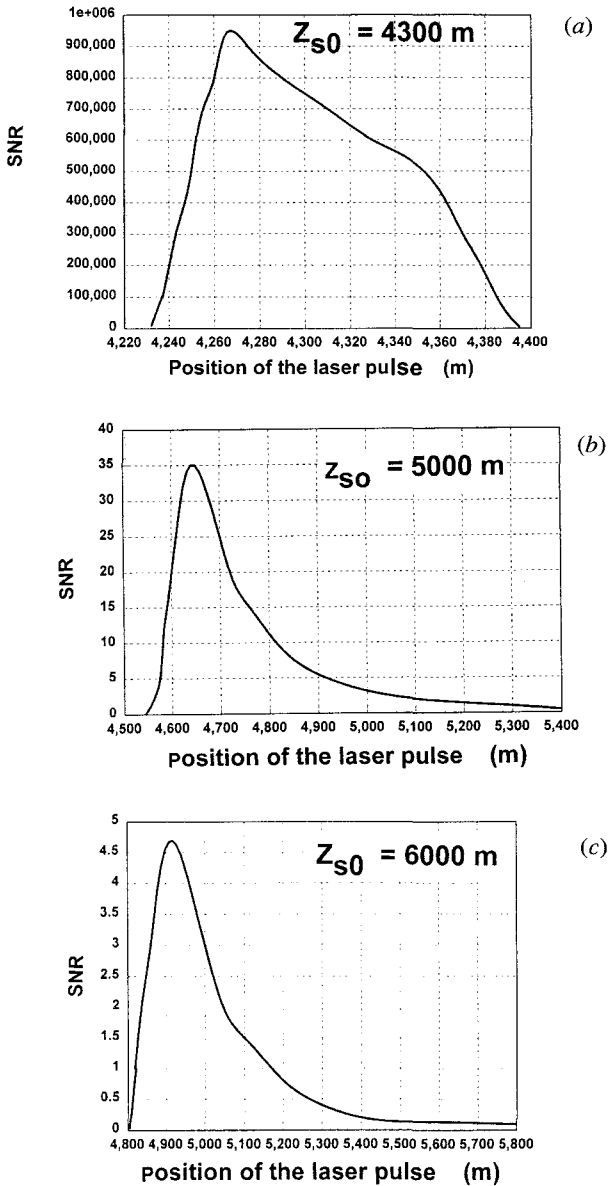 (a)
Z_{s0} = 4300 m
SNR
1e+006
900,000
800,000
700,000
600,000
500,000
400,000
300,000
200,000
100,000
0
4,220 4,240 4,260 4,280 4,300 4,320 4,340 4,360 4,380 4,400
Position of the laser pulse (m)
(b)
Z_{so} = 5000 m
SNR
40
35
30
25
20
15
10
5
0
4,500 4,600 4,700 4,800 4,900 5,000 5,100 5,200 5,300 5,400
Position of the laser pulse (m)
(c)
Z_{s0} = 6000 m
SNR
5
4.5
4
3.5
3
2.5
2
1.5
1
0.5
0
4,800 4,900 5,000 5,100 5,200 5,300 5,400 5,500 5,600 5,700 5,800
Position of the laser pulse (m)